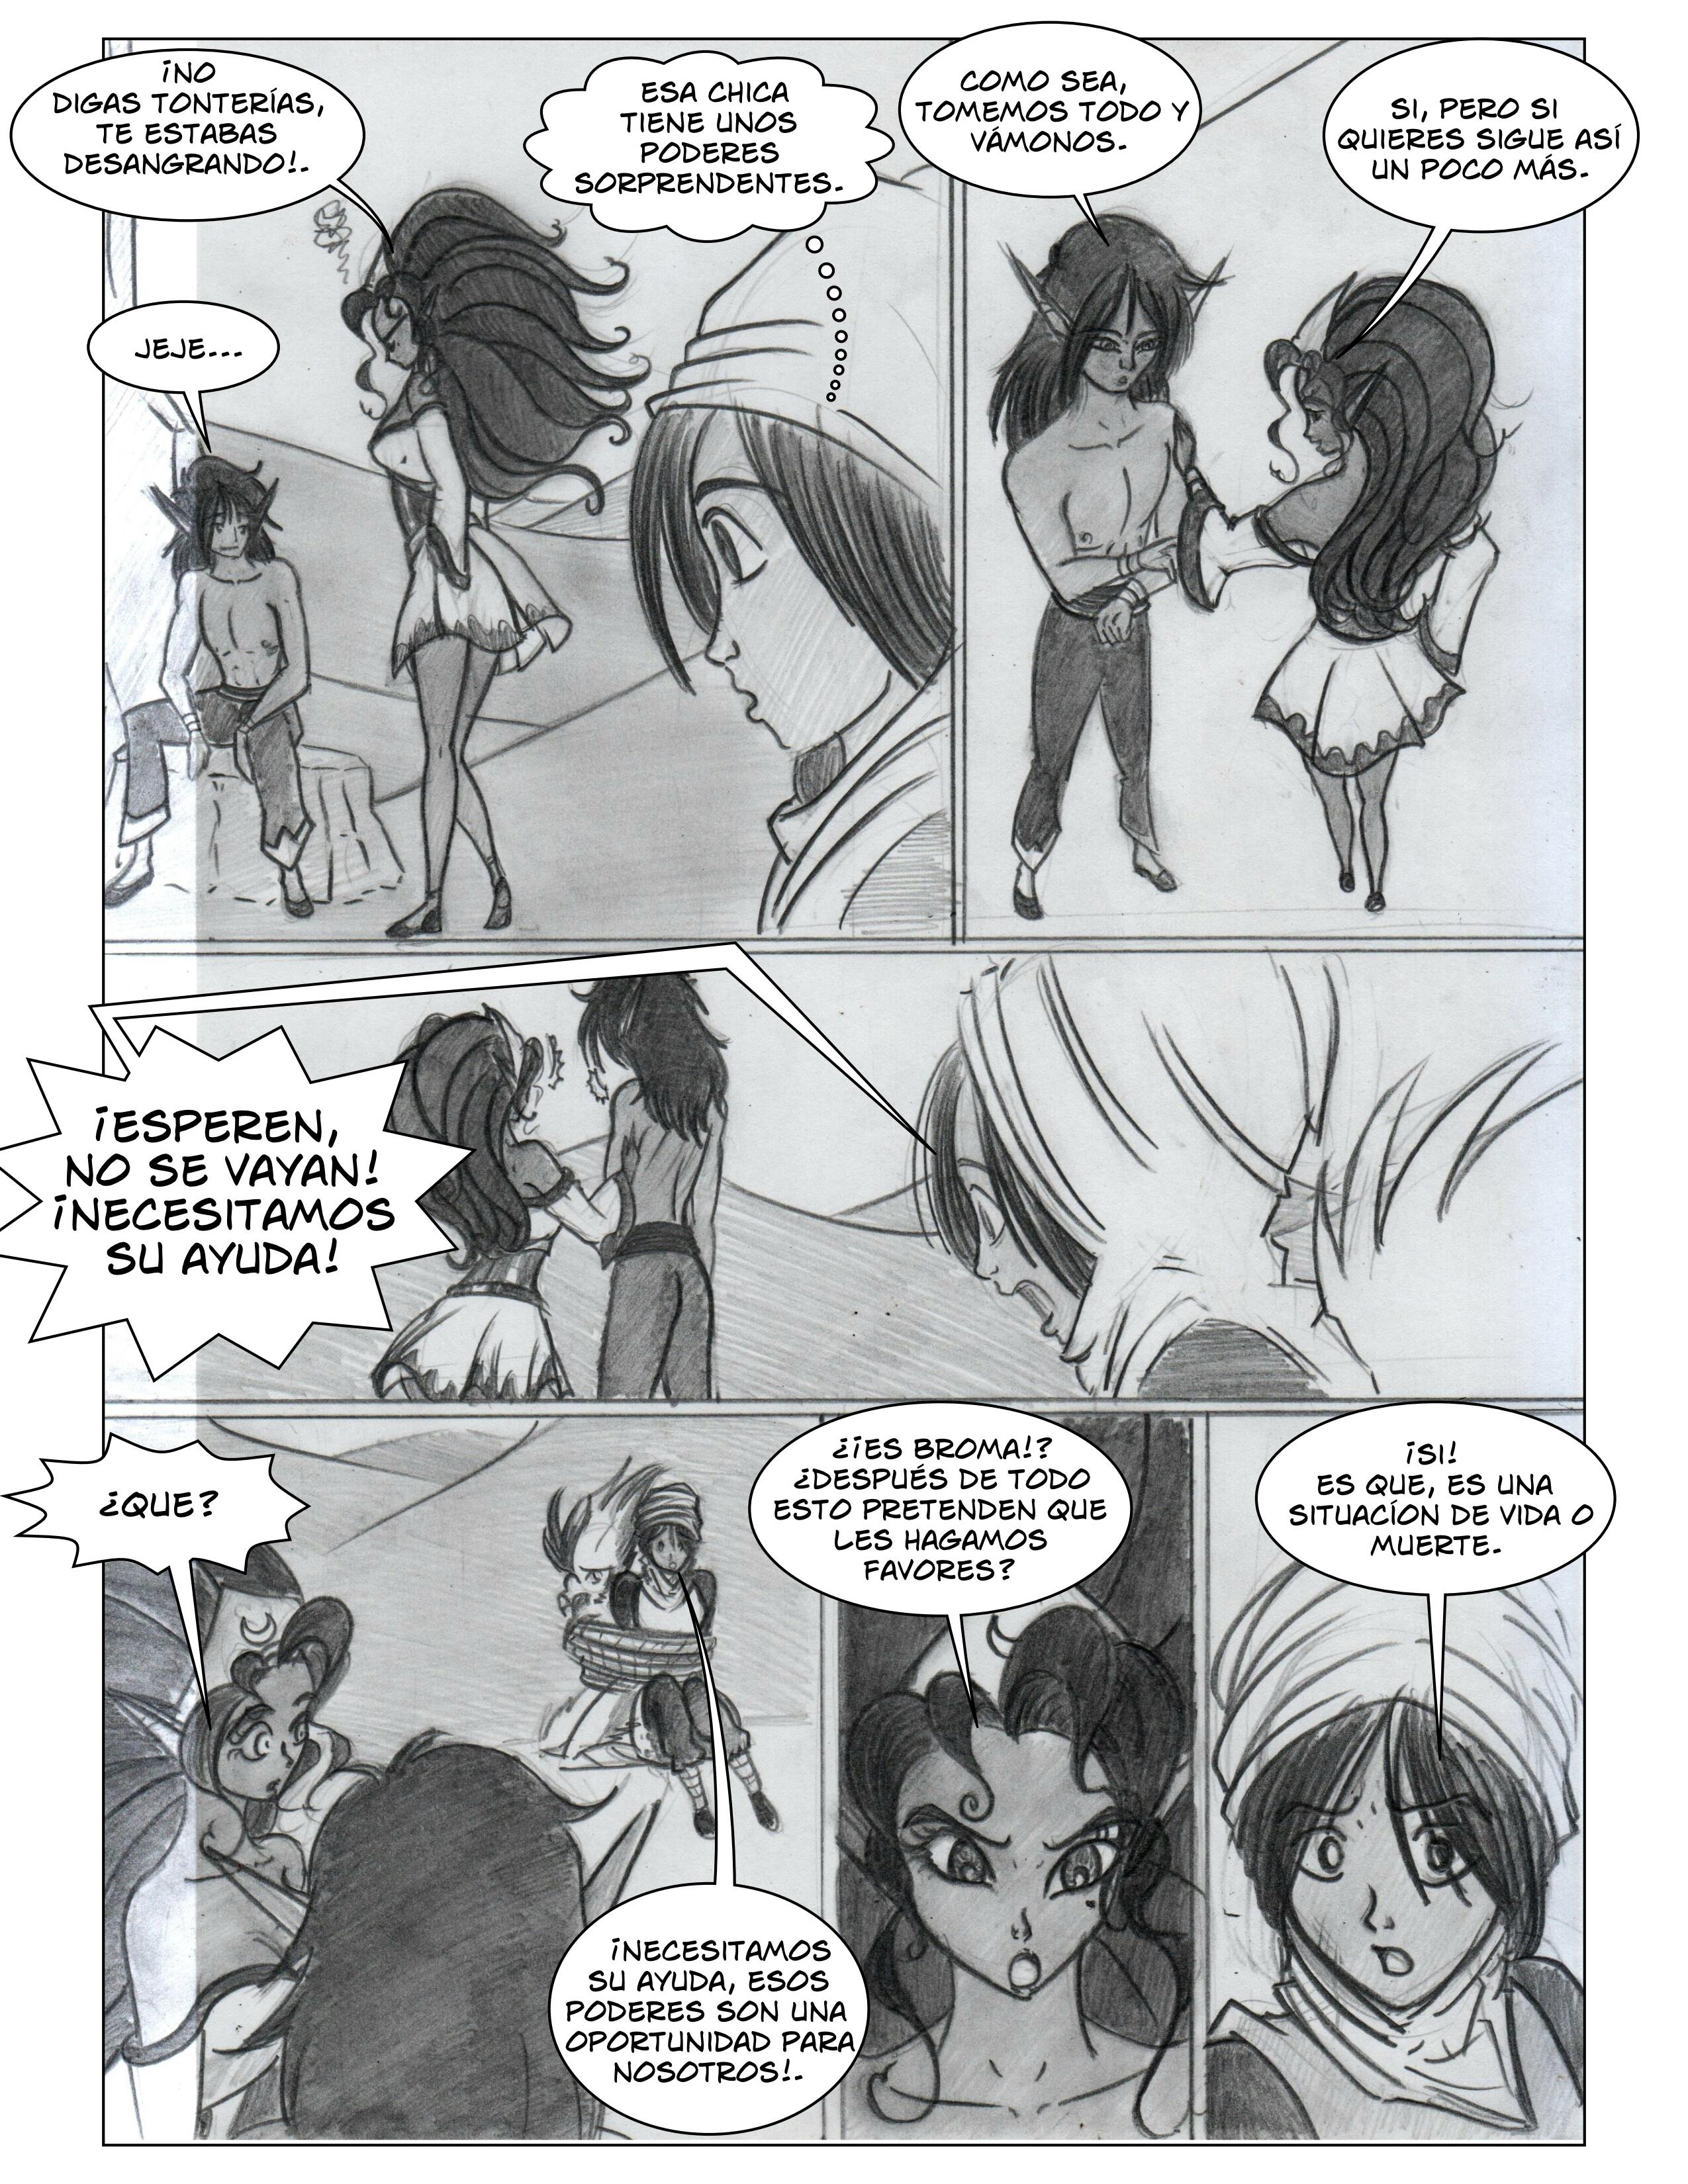 ¡NO
DIGAS TONTERÍAS,
TE ESTABAS
DESANGRANDO!.
JEJE...
ESA CHICA
TIENE UNOS
PODERES
SORPRENDENTES.
COMO SEA,
TOMEMOS TODO Y
VÁMONOS.
SI, PERO SI
QUIERES SIGUE ASÍ
UN POCO MÁS.
¡ESPEREN,
NO SE VAYAN!
¡NECESITAMOS
SU AYUDA!
¿QUE?
¡NECESITAMOS
SU AYUDA, ESOS
PODERES SON UNA
OPORTUNIDAD PARA
NOSOTROS!.
¿¡ES BROMA!?
¿DESPUÉS DE TODO
ESTO PRETENDEN QUE
LES HAGAMOS
FAVORES?
¡SI!
ES QUE, ES UNA
SITUACÍON DE VIDA O
MUERTE.